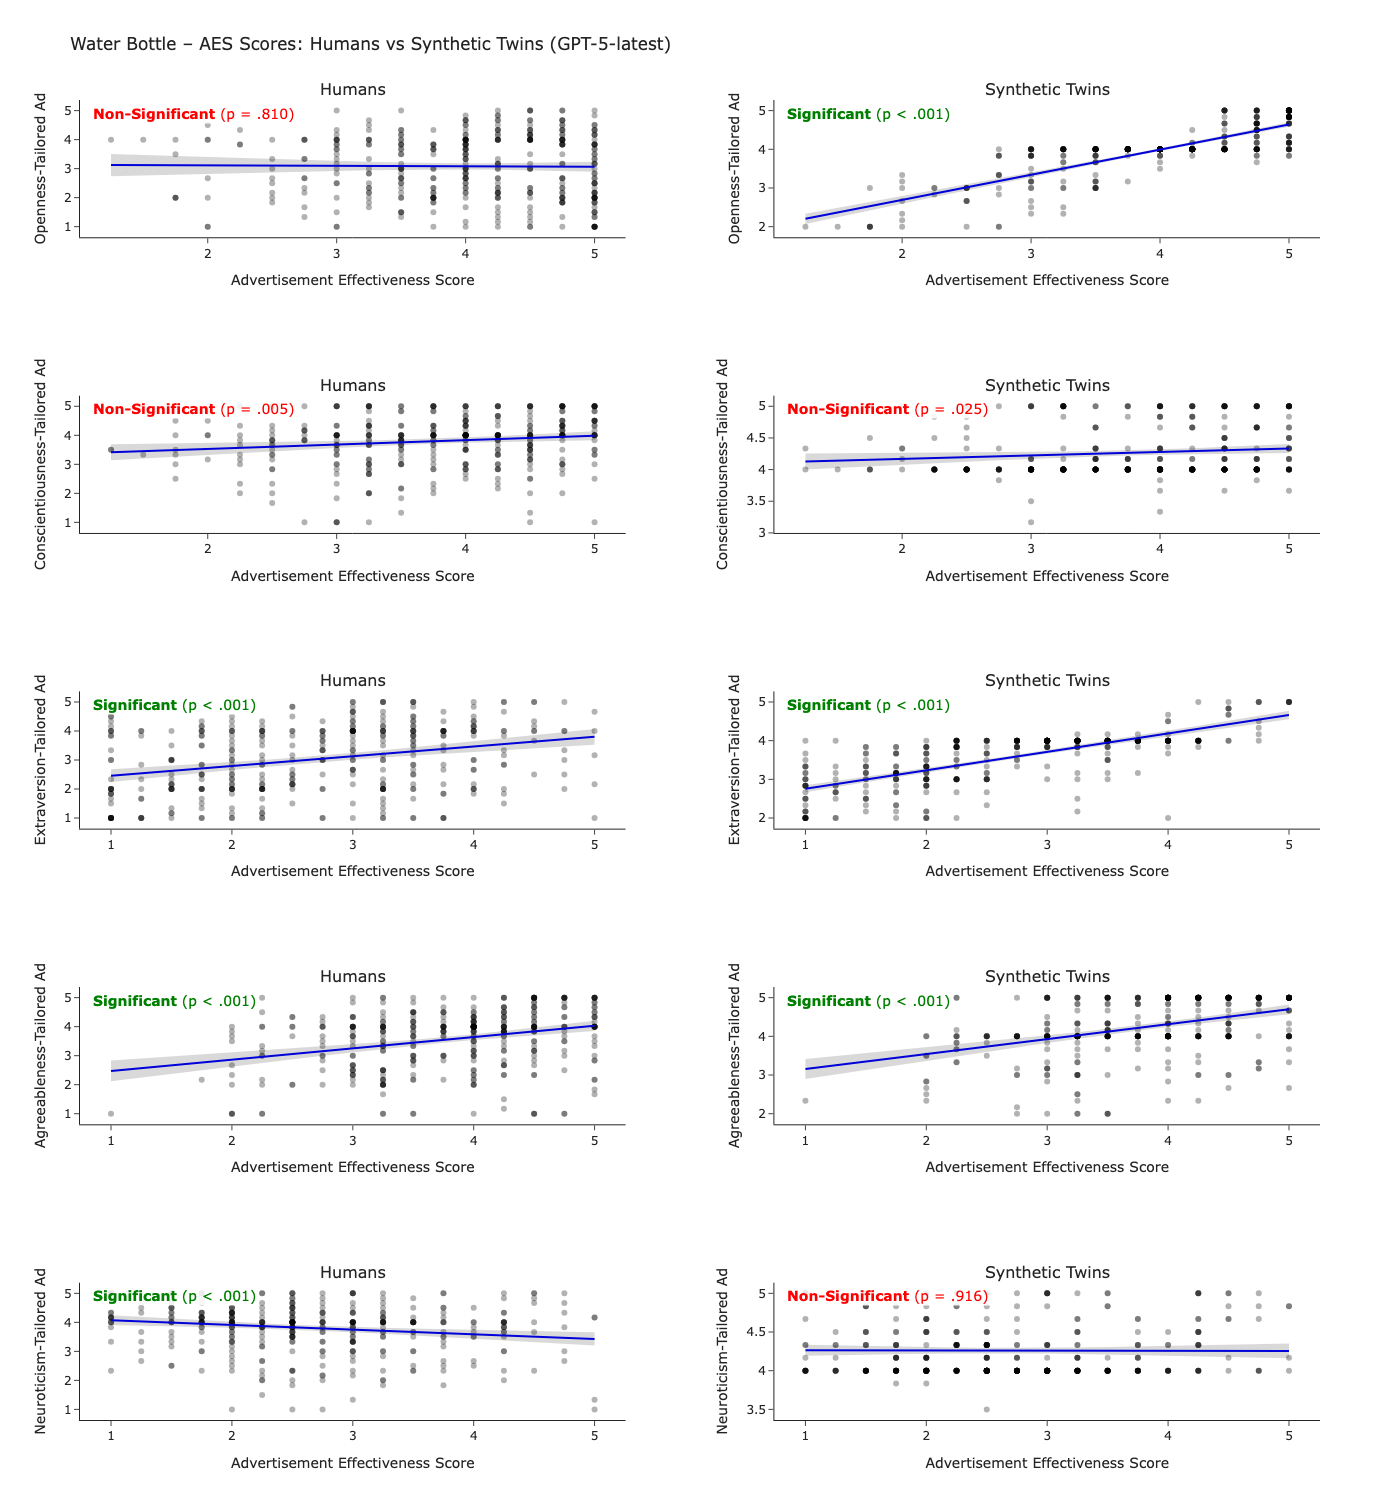 Water Bottle – AES Scores: Humans vs Synthetic Twins (GPT-5-latest)
Humans
Non-Significant (p = .810)
Openness-Tailored Ad
5
4
3
2
1
2
3
4
5
Advertisement Effectiveness Score
Synthetic Twins
Significant (p < .001)
Openness-Tailored Ad
5
4
3
2
2
3
4
5
Advertisement Effectiveness Score
Humans
Non-Significant (p = .005)
Conscientiousness-Tailored Ad
5
4
3
2
1
2
3
4
5
Advertisement Effectiveness Score
Synthetic Twins
Non-Significant (p = .025)
Conscientiousness-Tailored Ad
5
4.5
4
3.5
3
2
3
4
5
Advertisement Effectiveness Score
Humans
Significant (p < .001)
Extraversion-Tailored Ad
5
4
3
2
1
1
2
3
4
5
Advertisement Effectiveness Score
Synthetic Twins
Significant (p < .001)
Extraversion-Tailored Ad
5
4
3
2
1
2
3
4
5
Advertisement Effectiveness Score
Humans
Significant (p < .001)
Agreeableness-Tailored Ad
5
4
3
2
1
1
2
3
4
5
Advertisement Effectiveness Score
Synthetic Twins
Significant (p < .001)
Agreeableness-Tailored Ad
5
4
3
2
1
2
3
4
5
Advertisement Effectiveness Score
Humans
Significant (p < .001)
Neuroticism-Tailored Ad
5
4
3
2
1
1
2
3
4
5
Advertisement Effectiveness Score
Synthetic Twins
Non-Significant (p = .916)
Neuroticism-Tailored Ad
5
4.5
4
3.5
1
2
3
4
5
Advertisement Effectiveness Score